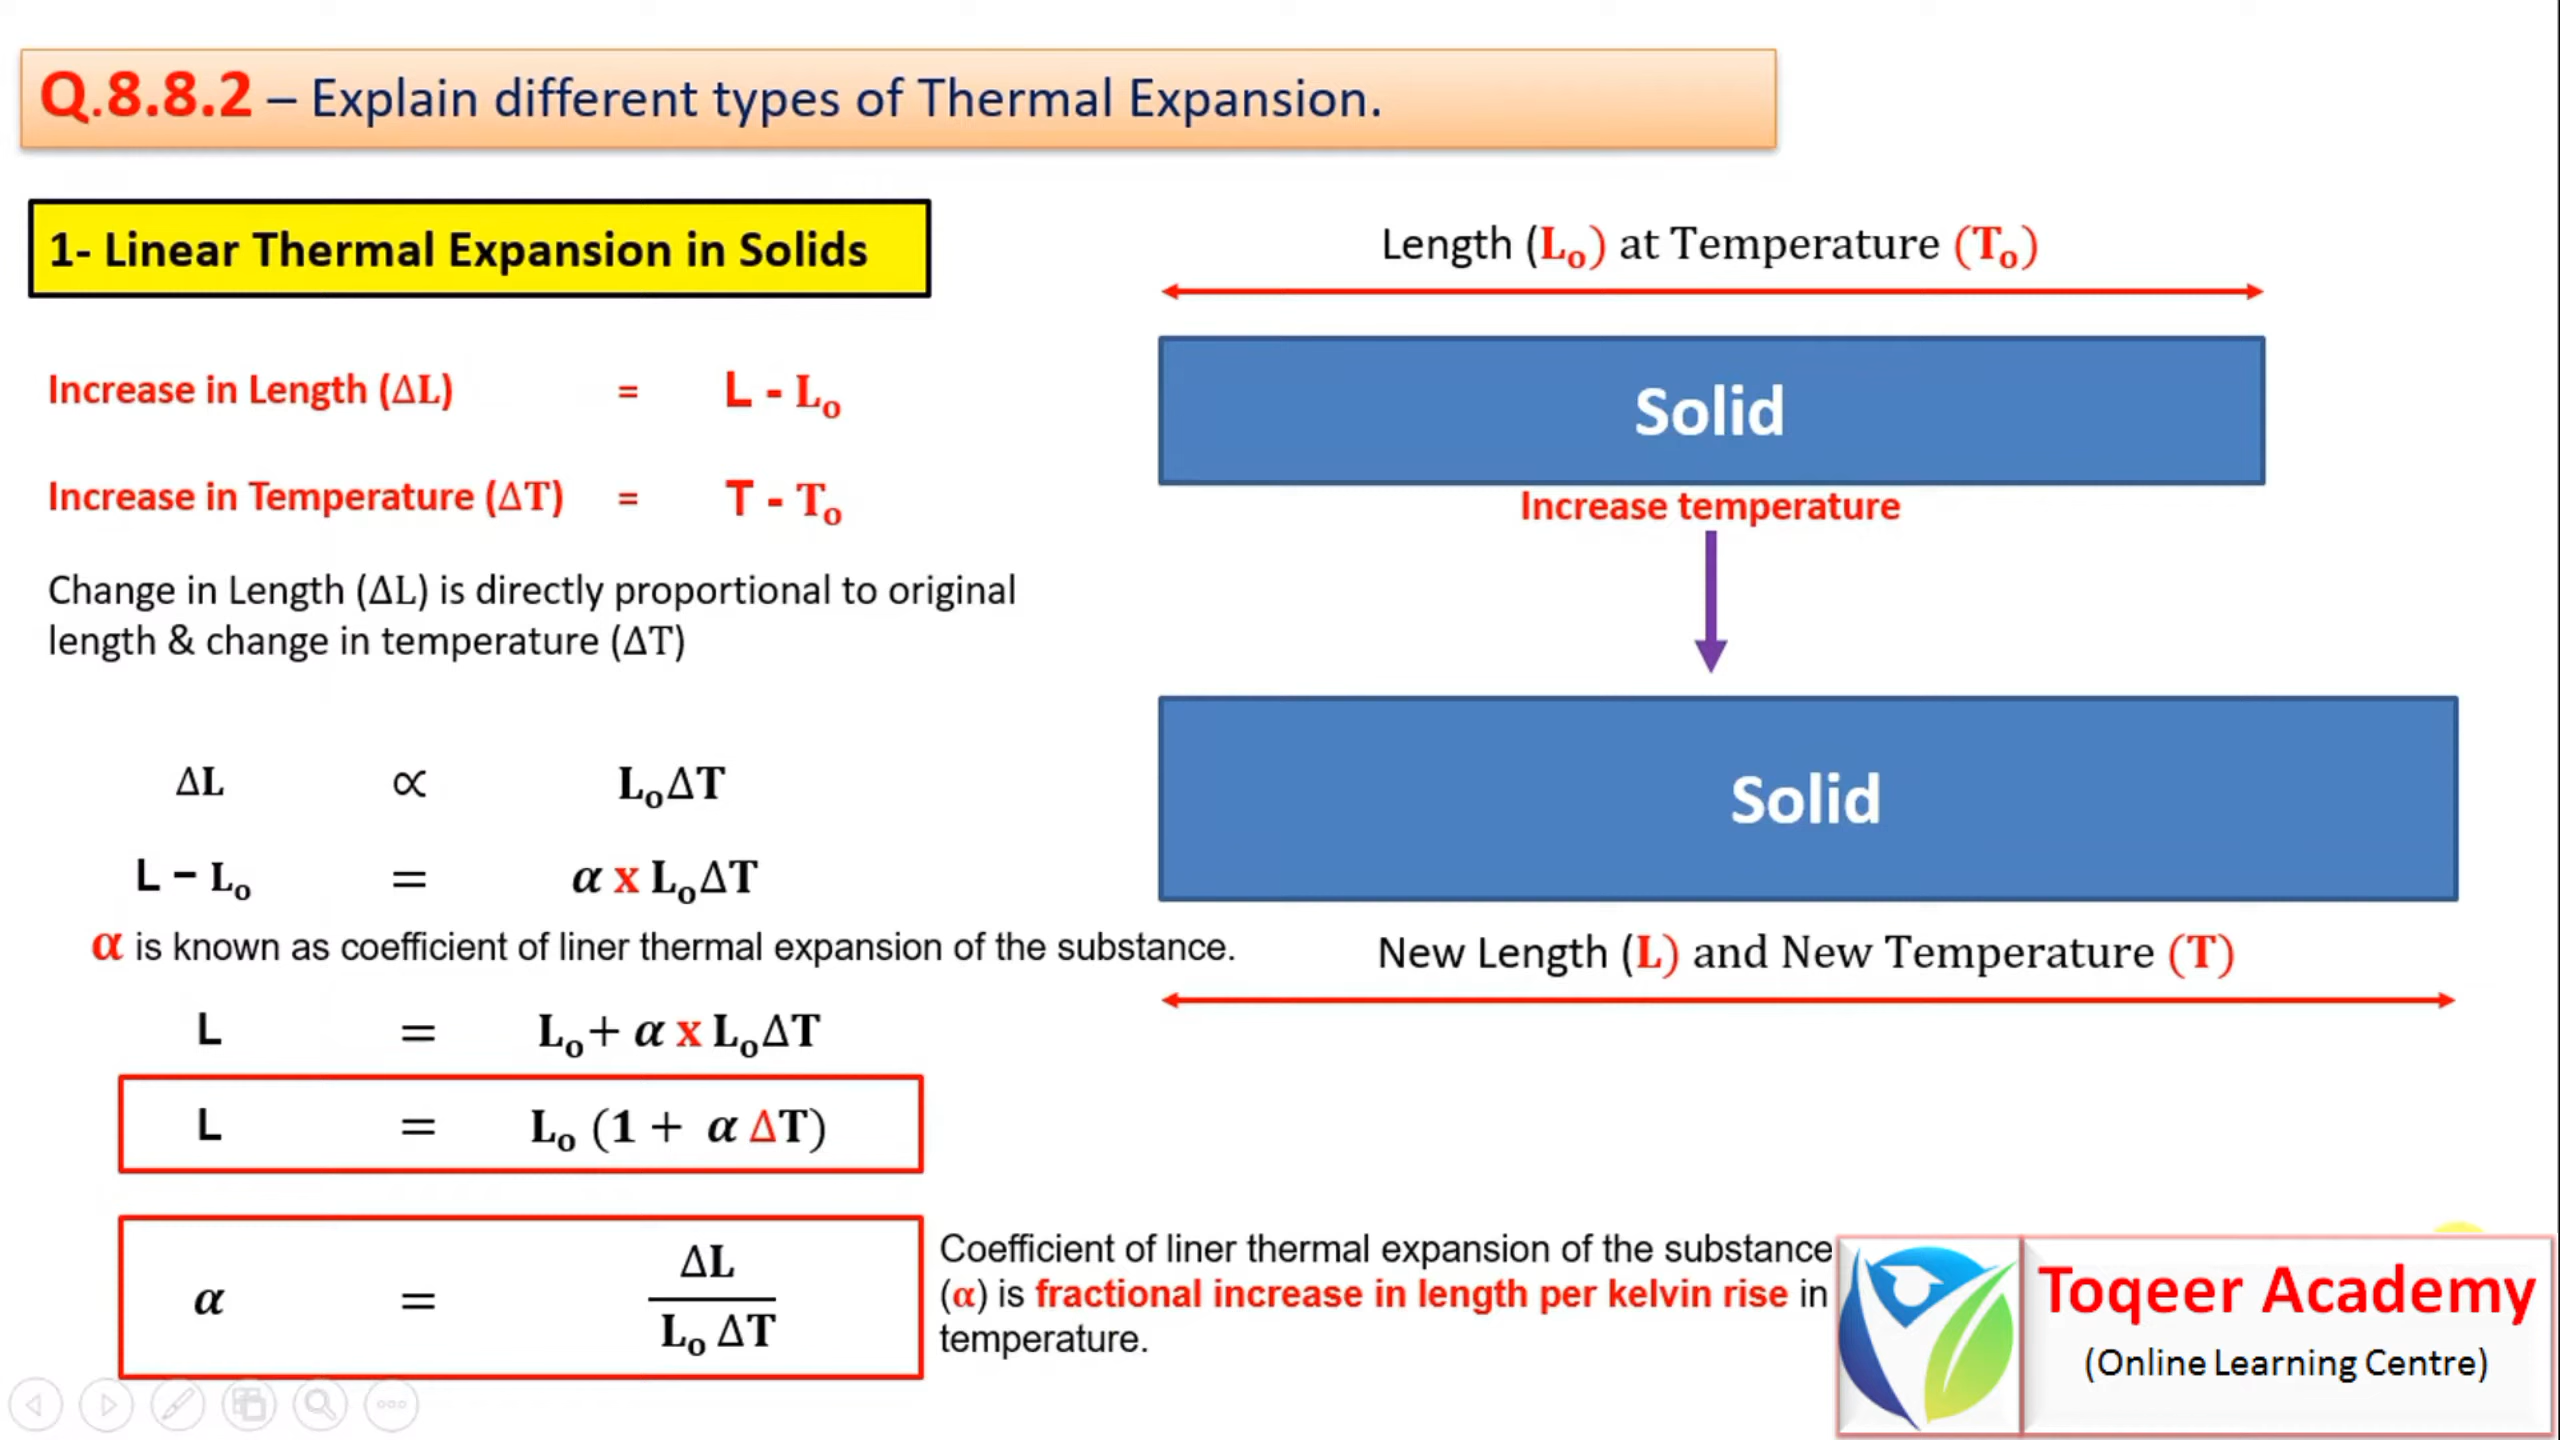 Q.8.8.2 – Explain different types of Thermal Expansion.
1- Linear Thermal Expansion in Solids
Length (Lₒ) at Temperature (Tₒ)
Solid
Increase in Length (ΔL) = L - Lₒ
Increase in Temperature (ΔT) = T - Tₒ
Increase temperature
Change in Length (ΔL) is directly proportional to original
length & change in temperature (ΔT)
ΔL ∝ LₒΔT
L – Lₒ = α x LₒΔT
Solid
α is known as coefficient of liner thermal expansion of the substance.
New Length (L) and New Temperature (T)
L = Lₒ+ α x LₒΔT
L = Lₒ (1 + α ΔT)
α = ΔL / Lₒ ΔT
Coefficient of liner thermal expansion of the substance
(α) is fractional increase in length per kelvin rise in
temperature.
Toqeer Academy
(Online Learning Centre)